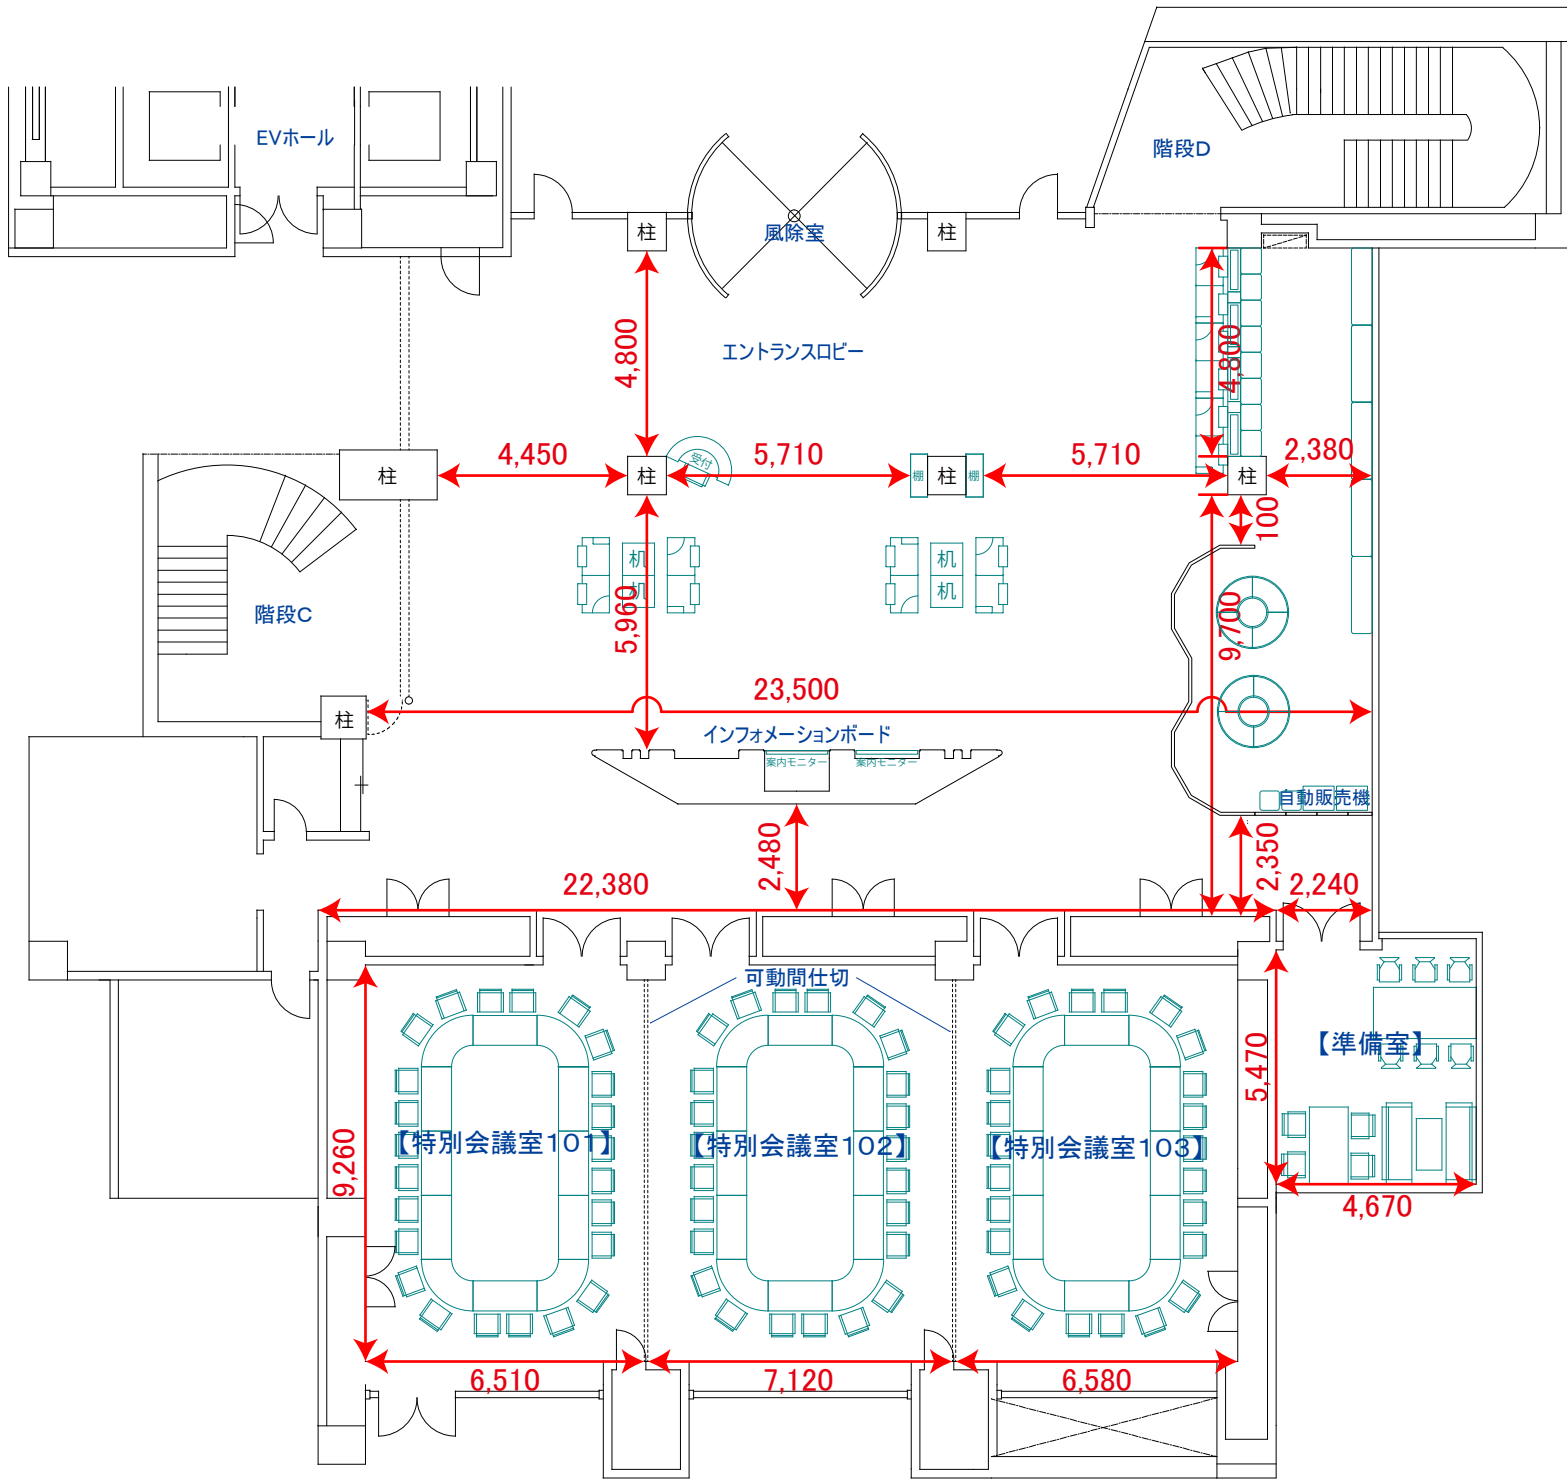 EVホール
階段D
柱
風除室
柱
4,800
エントランスロビー
4,800
4,450
柱
柱
受付
5,710
棚
柱
棚
5,710
柱
2,380
100
机
机
机
机
階段C
5,960
9,700
23,500
柱
インフォメーションボード
案内モニター
案内モニター
自動販売機
2,480
2,350
22,380
2,240
可動間仕切
【準備室】
5,470
【特別会議室101】
【特別会議室102】
【特別会議室103】
9,260
4,670
6,510
7,120
6,580